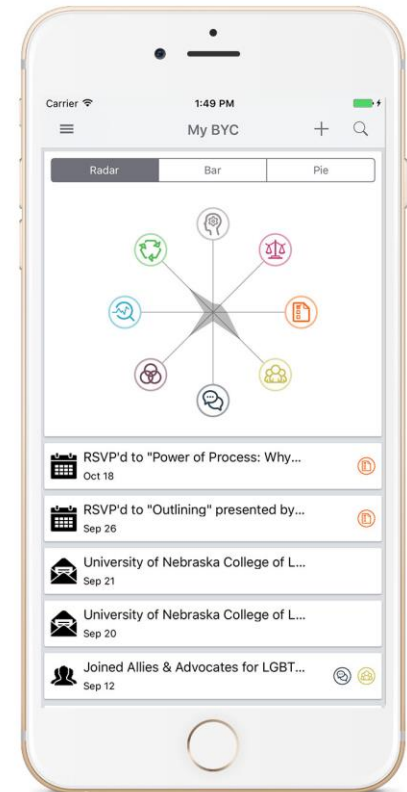 Carrier
1:49 PM
My BYC
Radar
Bar
Pie
RSVP'd to "Power of Process: Why...
Oct 18
RSVP'd to "Outlining" presented by...
Sep 26
University of Nebraska College of L...
Sep 21
University of Nebraska College of L...
Sep 20
Joined Allies & Advocates for LGBT...
Sep 12